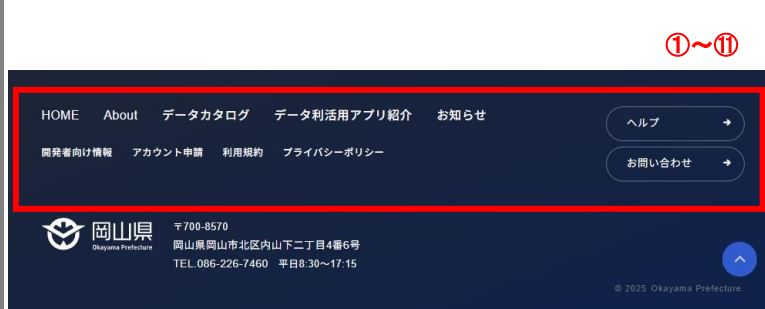 ①～⑪
HOME About データカタログ データ利活用アプリ紹介 お知らせ
ヘルプ
開発者向け情報 アカウント申請 利用規約 プライバシーポリシー
お問い合わせ
岡山県
Okayama Prefecture
〒700-8570
岡山県岡山市北区内山下二丁目4番6号
TEL.086-226-7460 平日8:30～17:15
© 2025 Okayama Prefecture.